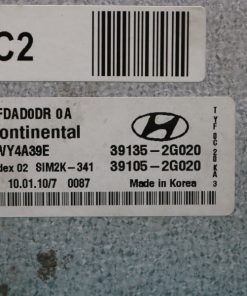 C2
FDAD0DR 0A
ontinental
VY4A39E 39135-2G020
dex 02 SIM2K-341 39105-2G020
10.01.10/7 0087 Made in Korea